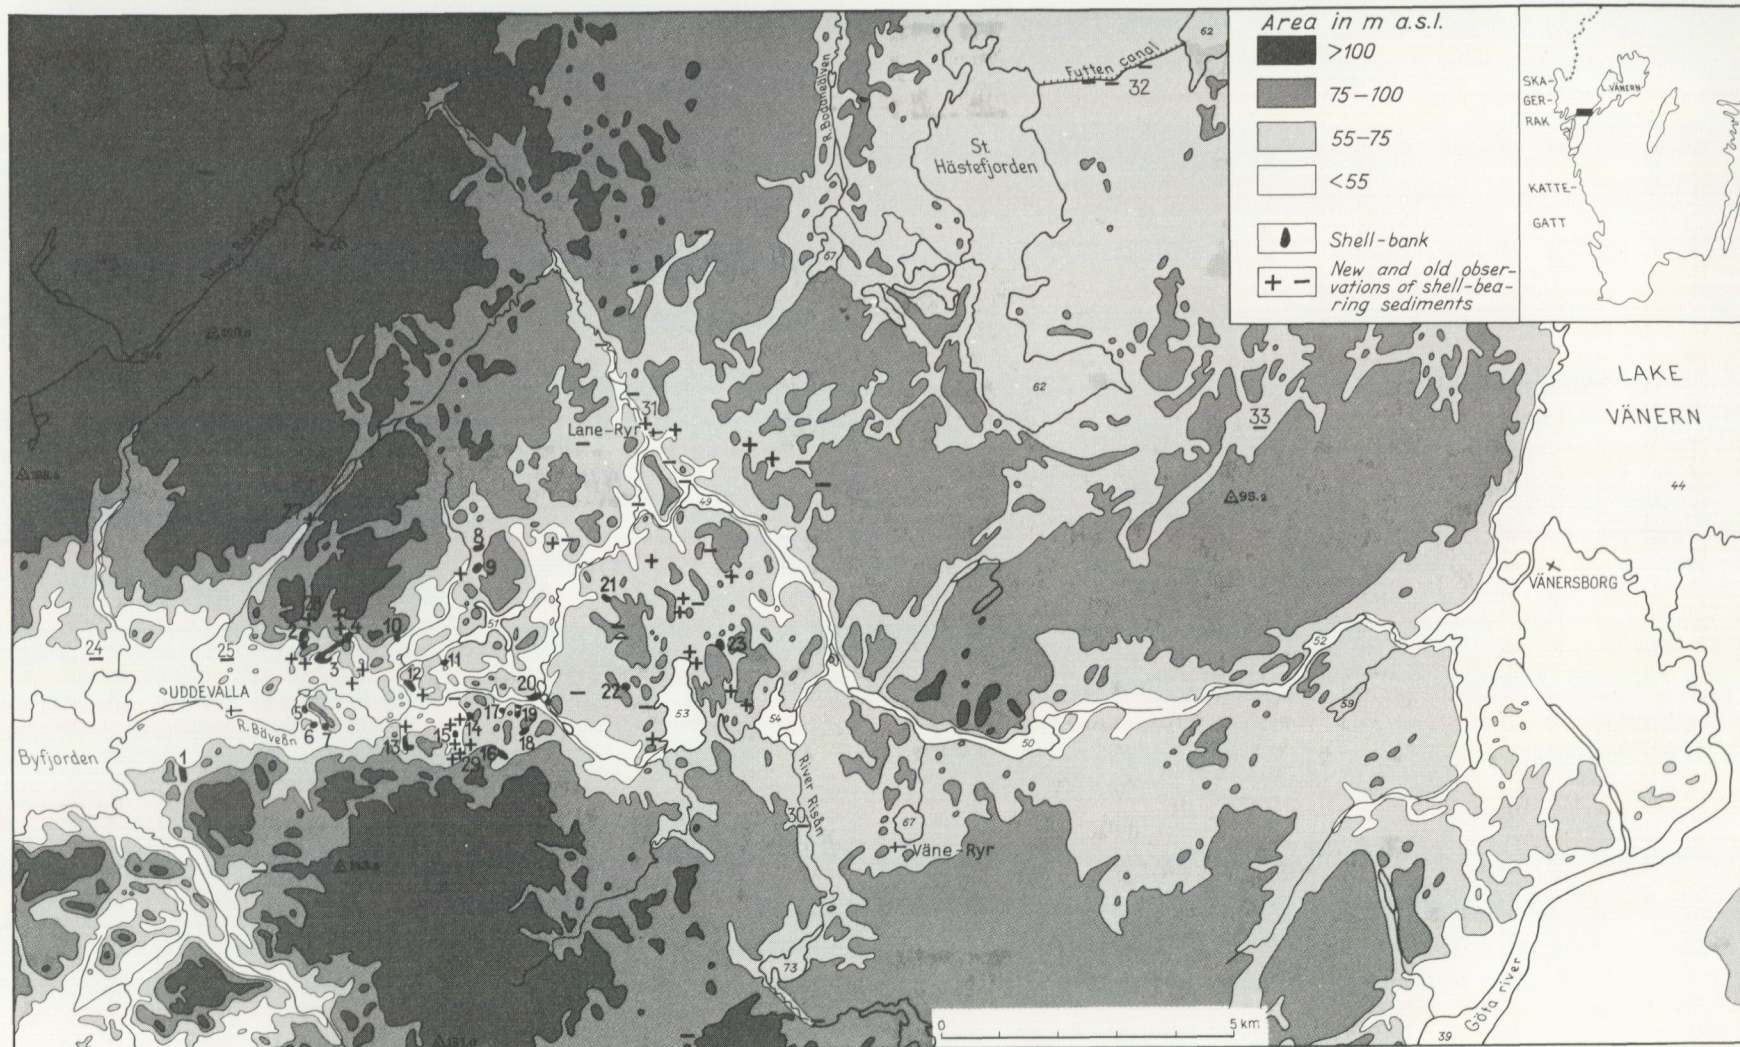 Area in m a.s.l.
>100
75–100
55–75
<55
Shell-bank
New and old obser-
vations of shell-bea-
ring sediments
+ –
SKA-
GER-
RAK
L. VÄNERN
KATTE-
GATT
62
Futten canal
32
St.
Hästefjorden
67
62
26
31
Lane-Ryr
33
95.2
LAKE
VÄNERN
44
VÄNERSBORG
49
27
8
9
21
28
2
4
10
3
51
24
25
11
12
23
52
59
UDDEVALLA
R. Bäveån
5
6
7
20
22
53
54
17
19
14
15
13
16
18
29
50
Byfjorden
1
River Risån
30
67
Väne-Ryr
73
0
5 km
Göta river
39